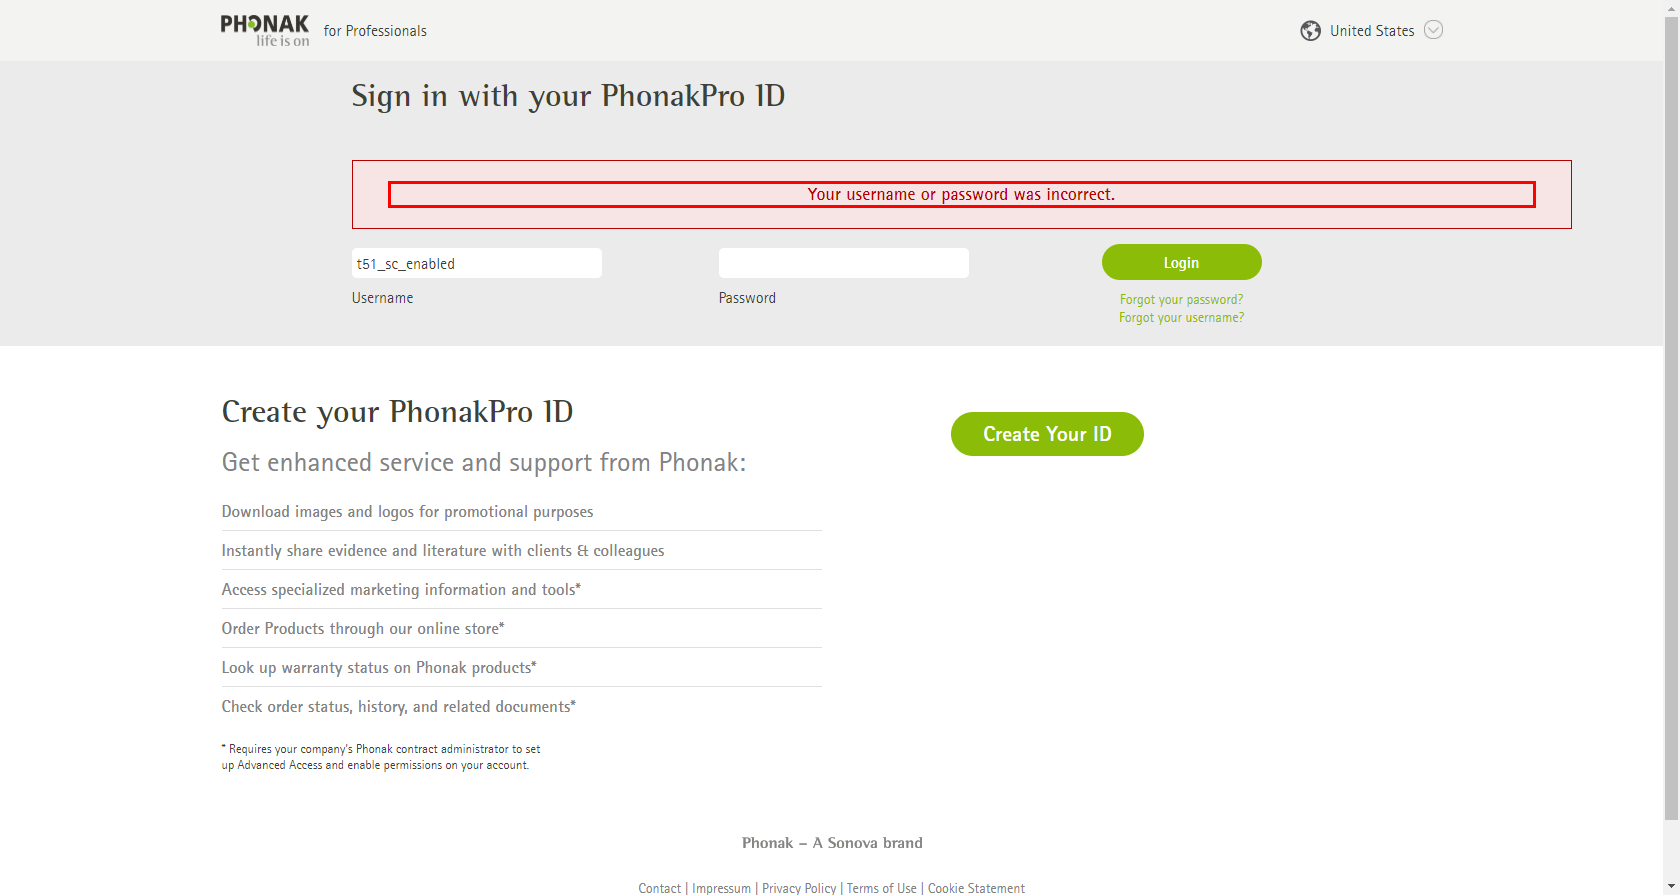 PHONAK
life is on
for Professionals
United States
Sign in with your PhonakPro ID
Your username or password was incorrect.
t51_sc_enabled
Login
Username
Password
Forgot your password?
Forgot your username?
Create your PhonakPro ID
Create Your ID
Get enhanced service and support from Phonak:
Download images and logos for promotional purposes
Instantly share evidence and literature with clients & colleagues
Access specialized marketing information and tools*
Order Products through our online store*
Look up warranty status on Phonak products*
Check order status, history, and related documents*
* Requires your company's Phonak contract administrator to set
up Advanced Access and enable permissions on your account.
Phonak – A Sonova brand
Contact | Impressum | Privacy Policy | Terms of Use | Cookie Statement